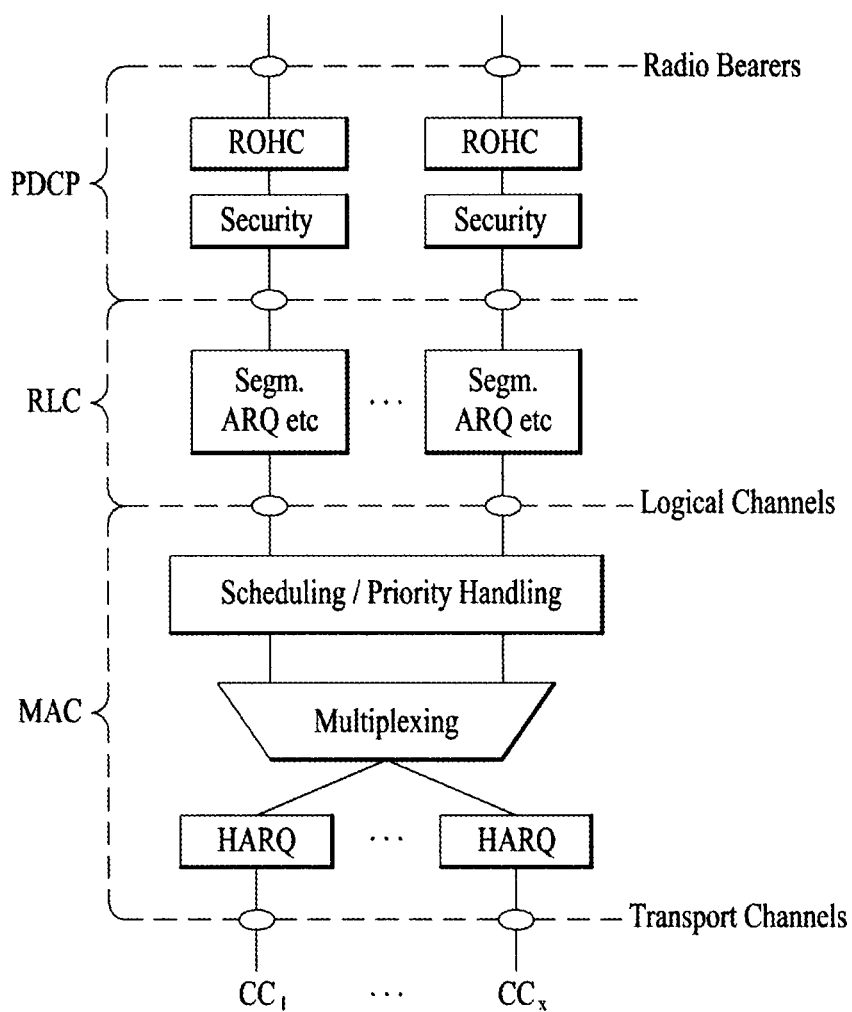 Radio Bearers
ROHC ROHC
PDCP
Security Security
Segm. ARQ etc ... Segm. ARQ etc
RLC
Logical Channels
Scheduling / Priority Handling
MAC
Multiplexing
HARQ ... HARQ
Transport Channels
CC₁ ... CCₓ